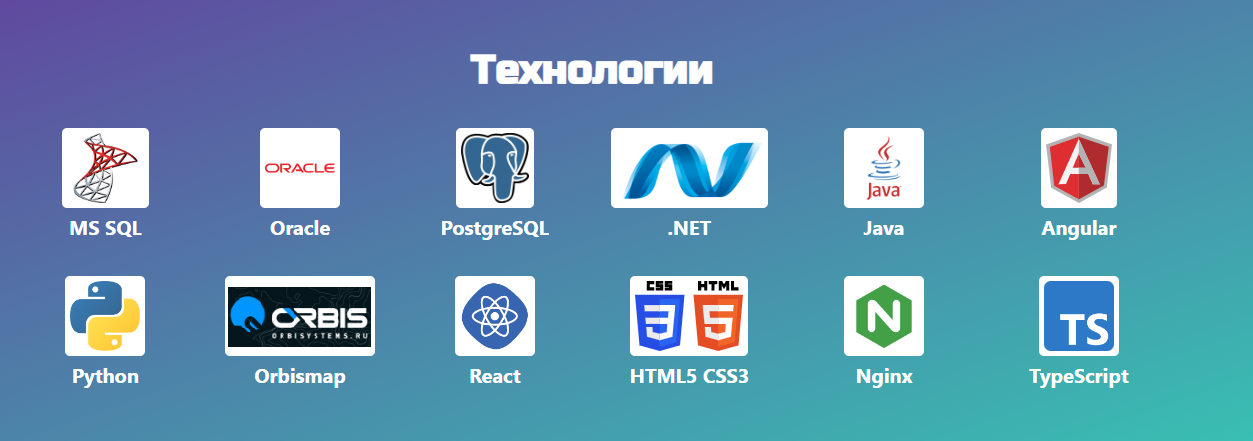 Технологии
ORACLE
Java
MS SQL
Oracle
PostgreSQL
.NET
Java
Angular
ORBIS
ORBISYSTEMS.RU
CSS HTML
TS
Python
Orbismap
React
HTML5 CSS3
Nginx
TypeScript